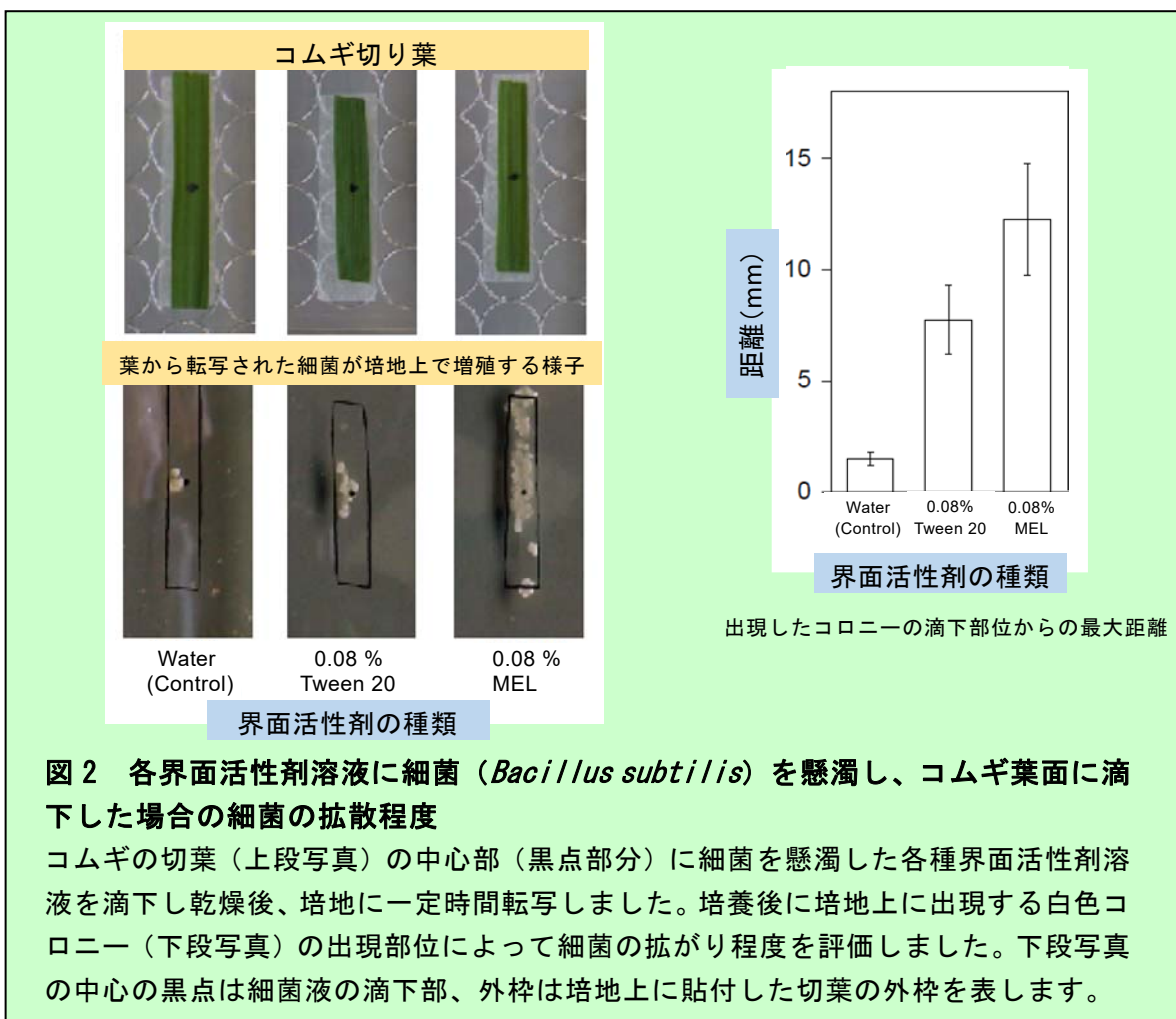 コムギ切り葉
葉から転写された細菌が培地上で増殖する様子
Water
(Control)
0.08 %
Tween 20
0.08 %
MEL
界面活性剤の種類
距離(mm)
15
10
5
0
Water
(Control)
0.08%
Tween 20
0.08%
MEL
界面活性剤の種類
出現したコロニーの滴下部位からの最大距離
図2 各界面活性剤溶液に細菌（Bacillus subtilis）を懸濁し、コムギ葉面に滴
下した場合の細菌の拡散程度
コムギの切葉（上段写真）の中心部（黒点部分）に細菌を懸濁した各種界面活性剤溶
液を滴下し乾燥後、培地に一定時間転写しました。培養後に培地上に出現する白色コ
ロニー（下段写真）の出現部位によって細菌の拡がり程度を評価しました。下段写真
の中心の黒点は細菌液の滴下部、外枠は培地上に貼付した切葉の外枠を表します。